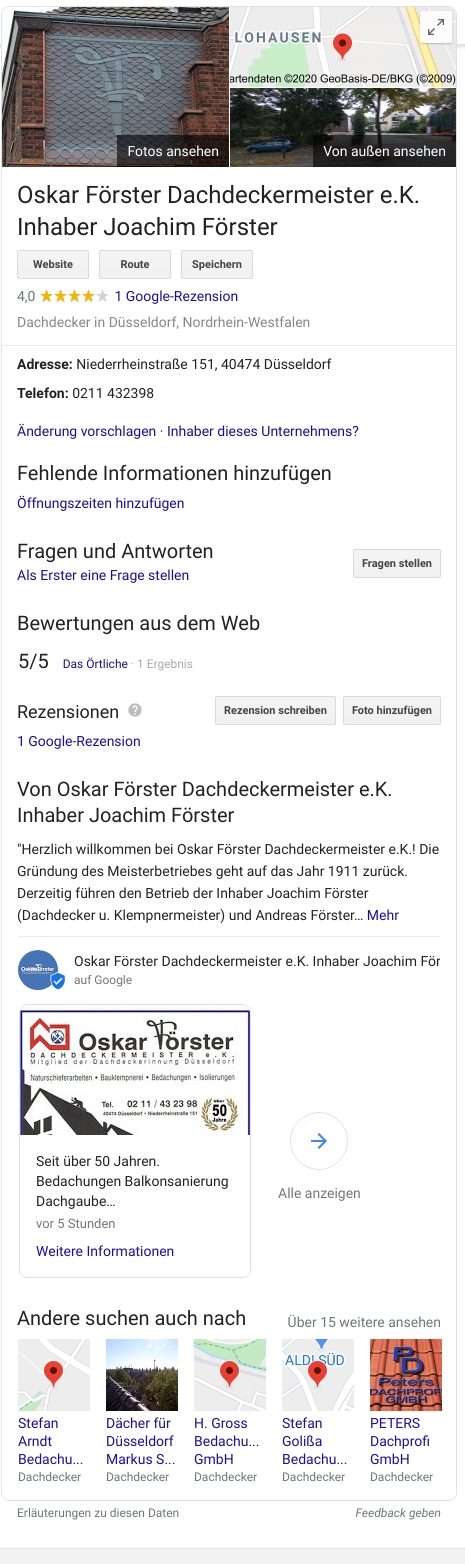 LOHAUSEN
artendaten ©2020 GeoBasis-DE/BKG (©2009)
Fotos ansehen
Von außen ansehen
Oskar Förster Dachdeckermeister e.K.
Inhaber Joachim Förster
Website Route Speichern
4,0 1 Google-Rezension
Dachdecker in Düsseldorf, Nordrhein-Westfalen
Adresse: Niederrheinstraße 151, 40474 Düsseldorf
Telefon: 0211 432398
Änderung vorschlagen · Inhaber dieses Unternehmens?
Fehlende Informationen hinzufügen
Öffnungszeiten hinzufügen
Fragen und Antworten
Als Erster eine Frage stellen
Fragen stellen
Bewertungen aus dem Web
5/5 Das Örtliche · 1 Ergebnis
Rezensionen ? Rezension schreiben Foto hinzufügen
1 Google-Rezension
Von Oskar Förster Dachdeckermeister e.K.
Inhaber Joachim Förster
"Herzlich willkommen bei Oskar Förster Dachdeckermeister e.K.! Die
Gründung des Meisterbetriebes geht auf das Jahr 1911 zurück.
Derzeitig führen den Betrieb der Inhaber Joachim Förster
(Dachdecker u. Klempnermeister) und Andreas Förster… Mehr
Oskar Förster Dachdeckermeister e.K. Inhaber Joachim För
auf Google
Oskar Förster
DACHDECKERMEISTER e.K.
Mitglied der Dachdeckerinnung Düsseldorf
Naturschieferarbeiten • Bauklempnerei • Bedachungen • Isolierungen
Tel. 02 11 / 43 23 98
40474 Düsseldorf • Niederrheinstraße 151
über
50
Jahre
Seit über 50 Jahren.
Bedachungen Balkonsanierung
Dachgaube…
vor 5 Stunden
Weitere Informationen
Alle anzeigen
Andere suchen auch nach
Über 15 weitere ansehen
ALDI SÜD
PD
Peters
DACHPROFI
GMBH
Stefan
Arndt
Bedachu...
Dachdecker
Dächer für
Düsseldorf
Markus S...
Dachdecker
H. Gross
Bedachu...
GmbH
Dachdecker
Stefan
Golißa
Bedachu...
Dachdecker
PETERS
Dachprofi
GmbH
Dachdecker
Erläuterungen zu diesen Daten
Feedback geben